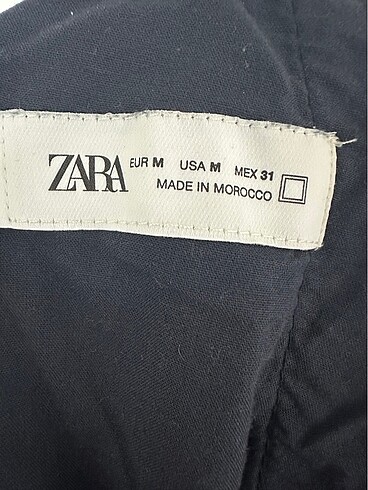 ZARA EUR M USA M MEX 31
MADE IN MOROCCO